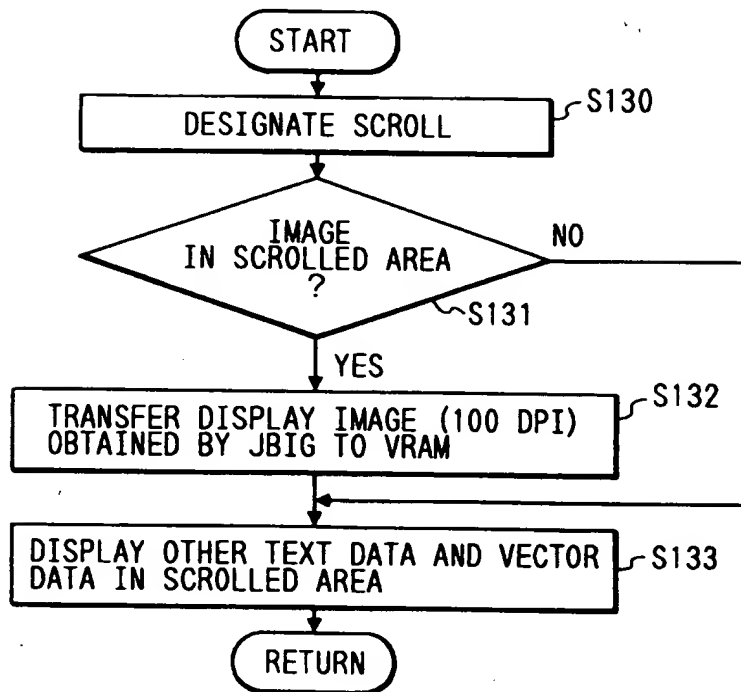 START
DESIGNATE SCROLL
S130
IMAGE
IN SCROLLED AREA
?
NO
S131
YES
TRANSFER DISPLAY IMAGE (100 DPI)
OBTAINED BY JBIG TO VRAM
S132
DISPLAY OTHER TEXT DATA AND VECTOR
DATA IN SCROLLED AREA
S133
RETURN